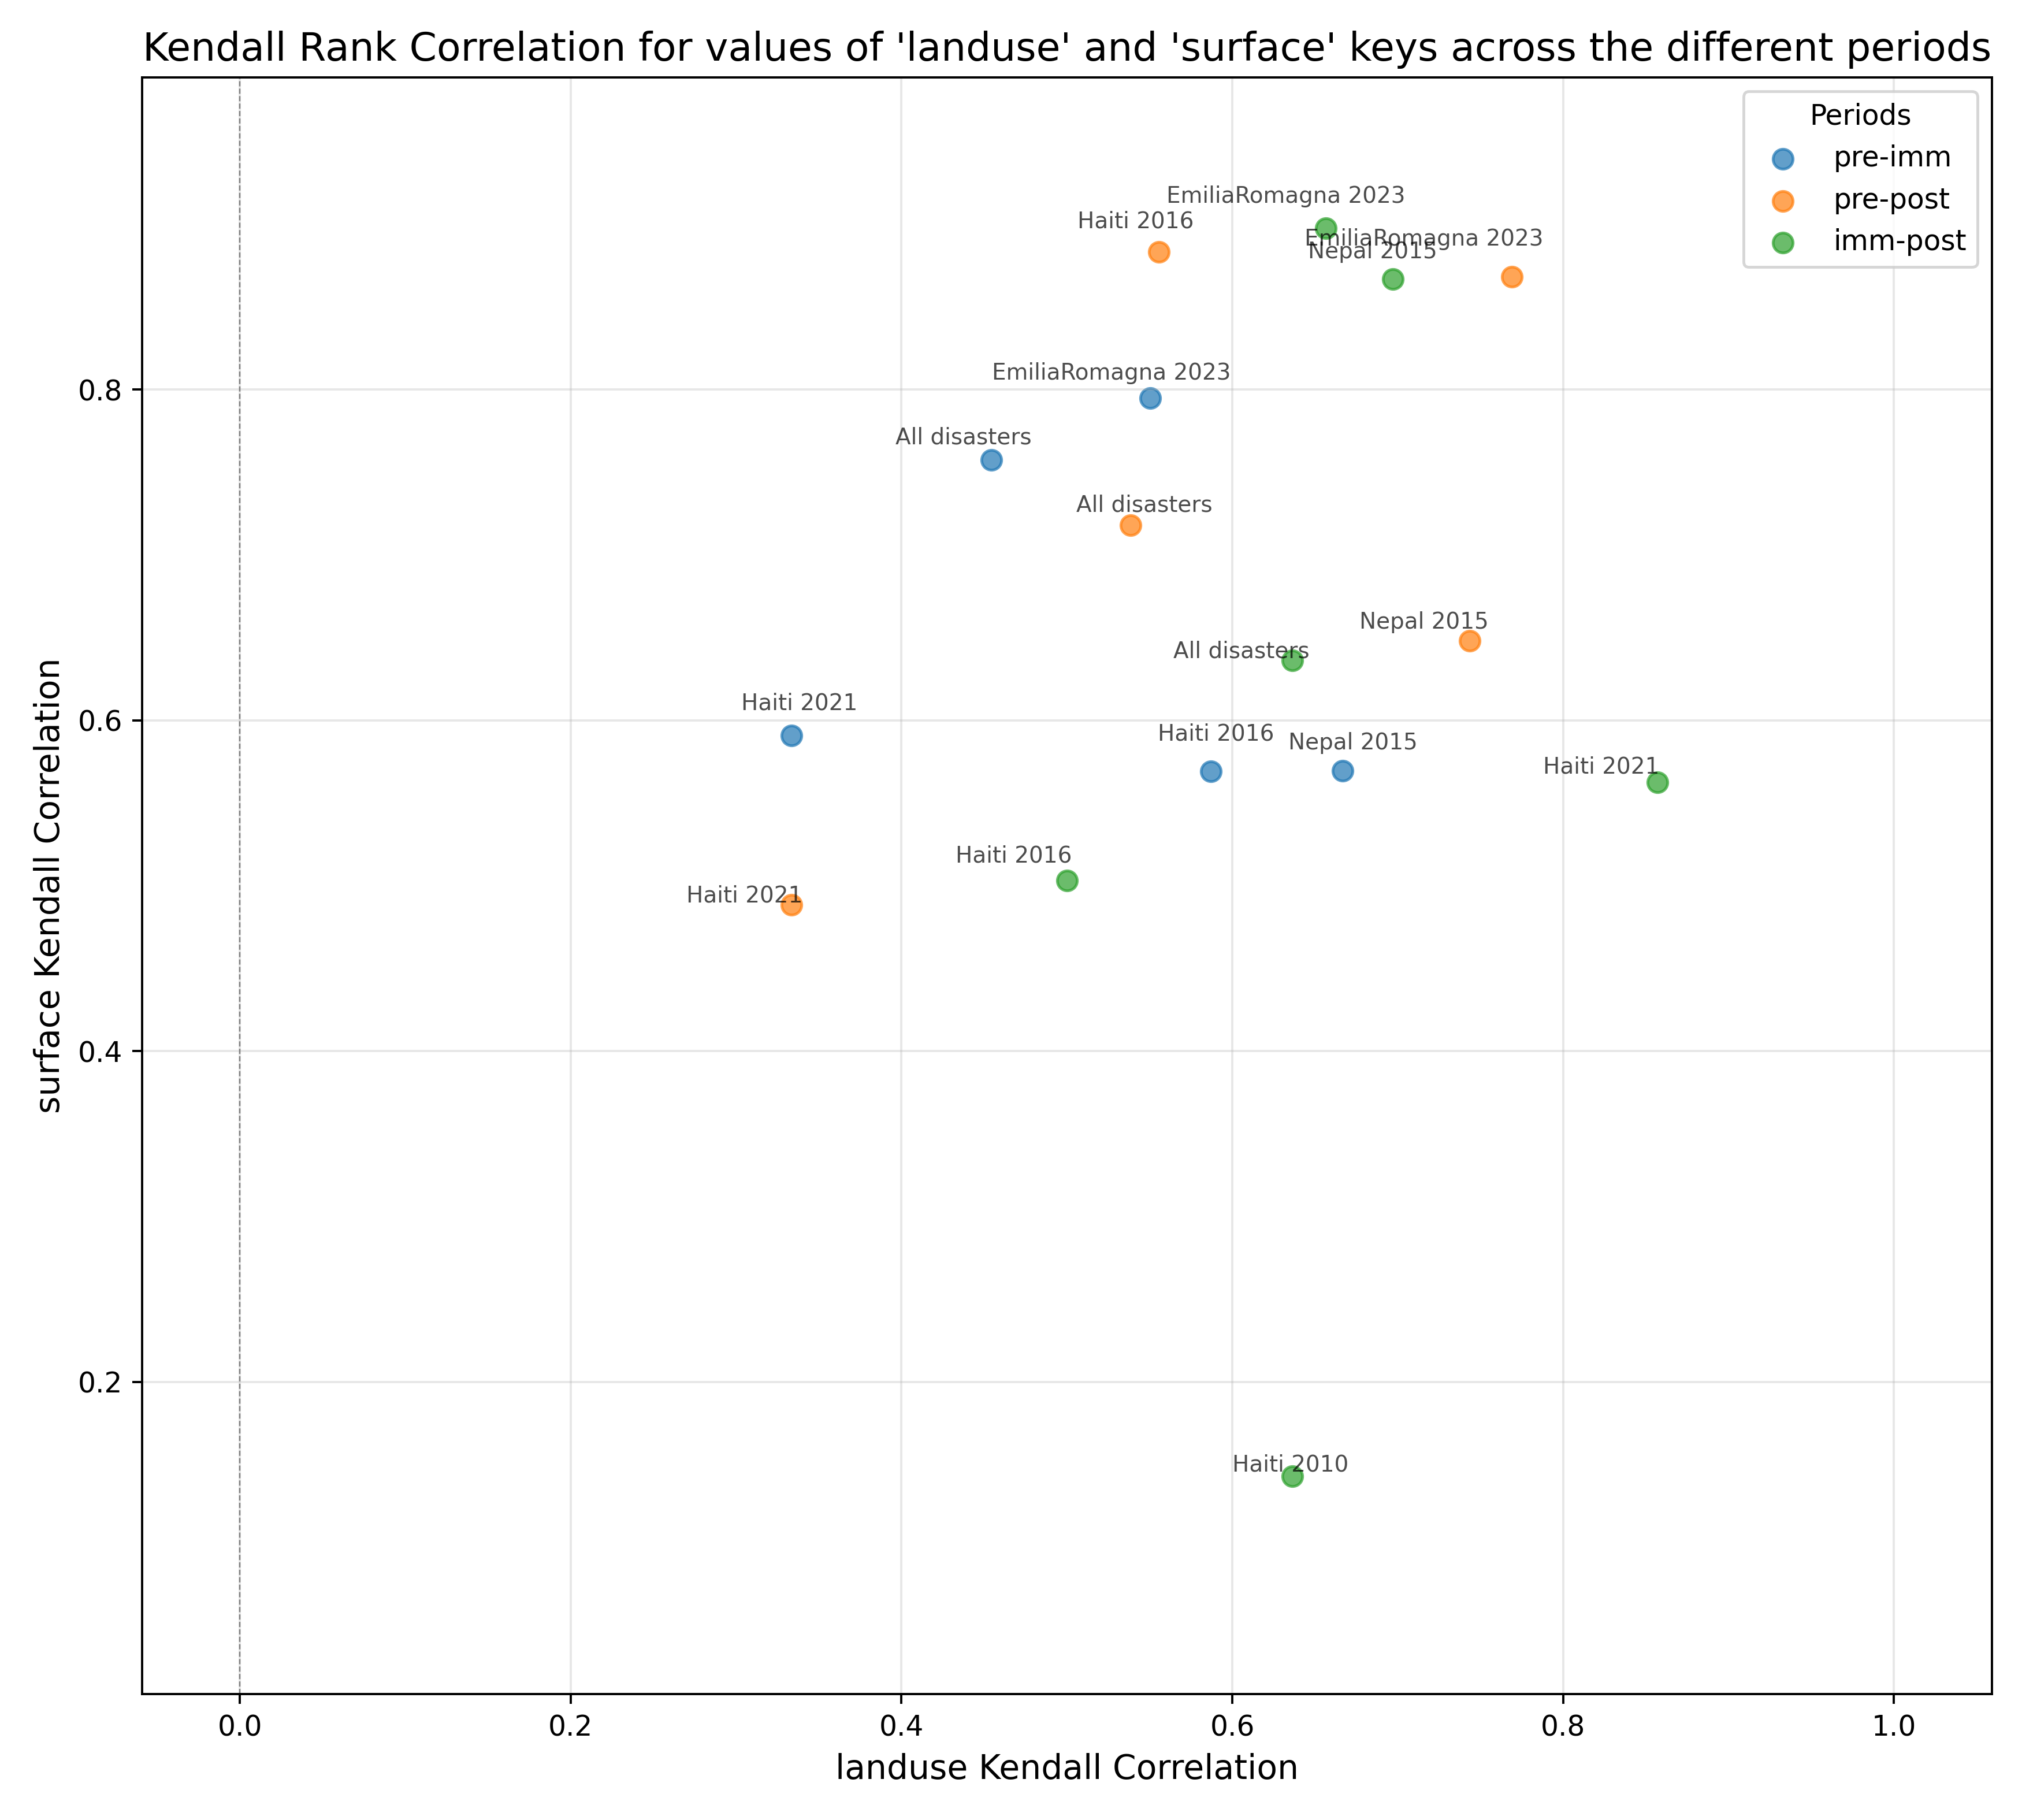 Kendall Rank Correlation for values of 'landuse' and 'surface' keys across the different periods
Periods
pre-imm
pre-post
imm-post
EmiliaRomagna 2023
Haiti 2016
EmiliaRomagna 2023
Nepal 2015
EmiliaRomagna 2023
All disasters
All disasters
Nepal 2015
All disasters
Haiti 2021
Haiti 2016
Nepal 2015
Haiti 2021
Haiti 2016
Haiti 2021
Haiti 2010
surface Kendall Correlation
0.8
0.6
0.4
0.2
0.0
0.2
0.4
0.6
0.8
1.0
landuse Kendall Correlation